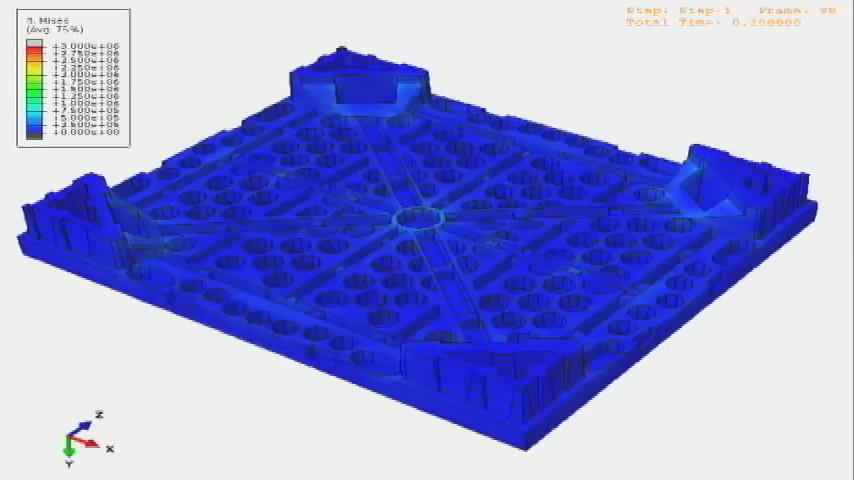 (Avg: 75%)
+3.000e+06
+2.750e+06
+2.500e+06
+2.250e+06
+2.000e+06
+1.750e+06
+1.500e+06
+1.250e+06
+1.000e+06
+7.500e+05
+5.000e+05
+2.500e+05
+0.000e+00
Step: Step-1 Frame:
Total Time: 0.300000
Z
X
Y